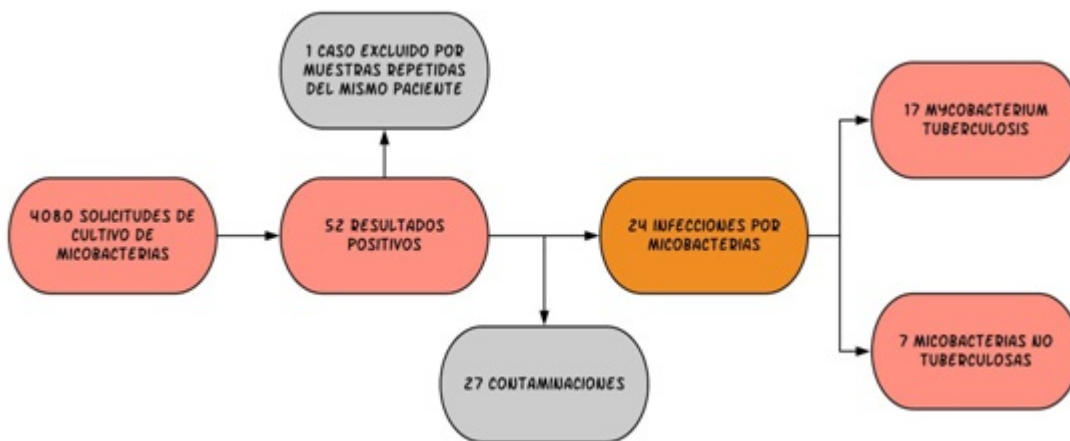 1 CASO EXCLUIDO POR
MUESTRAS REPETIDAS
DEL MISMO PACIENTE
4080 SOLICITUDES DE
CULTIVO DE
MICOBACTERIAS
52 RESULTADOS
POSITIVOS
24 INFECCIONES POR
MICOBACTERIAS
17 MYCOBACTERIUM
TUBERCULOSIS
7 MICOBACTERIAS NO
TUBERCULOSAS
27 CONTAMINACIONES